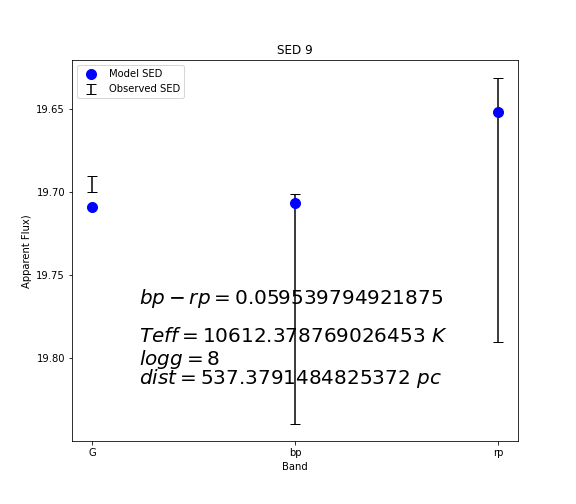 SED 9
Model SED
Observed SED
19.65
19.70
19.75
19.80
Apparent Flux)
bp − rp = 0.059539794921875
Teff = 10612.378769026453 K
logg = 8
dist = 537.3791484825372 pc
G bp rp
Band